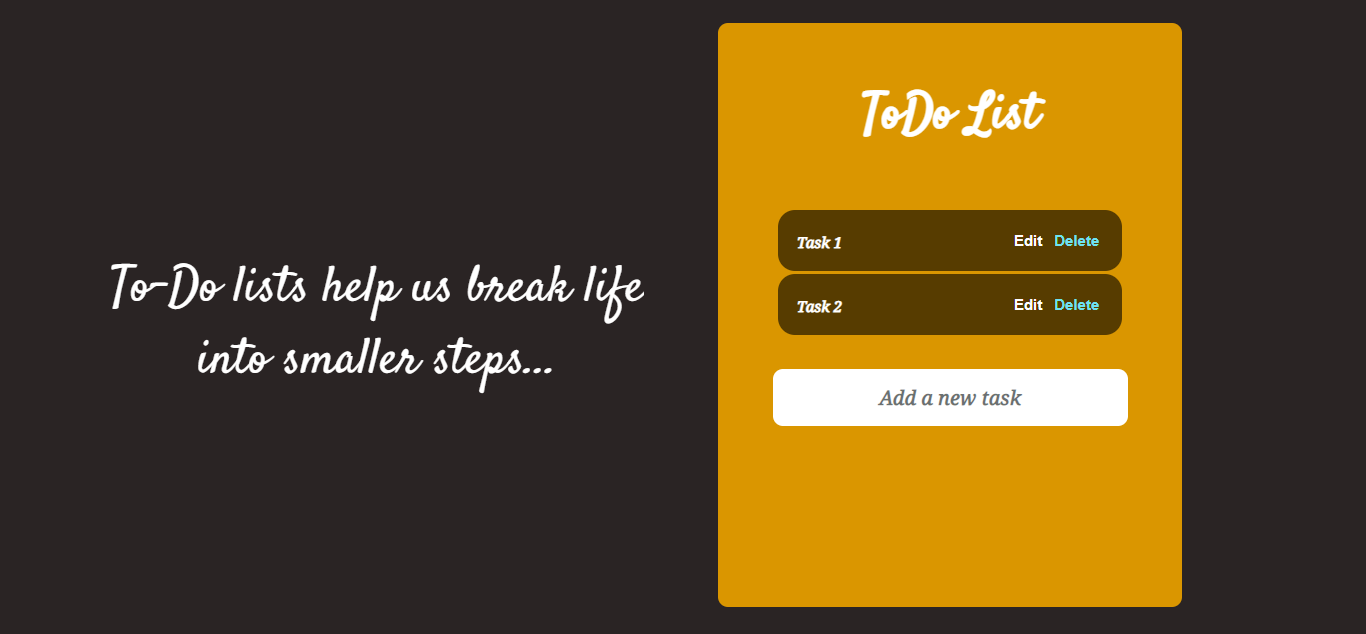 To-Do lists help us break life
into smaller steps...
ToDo List
Task 1 Edit Delete
Task 2 Edit Delete
Add a new task